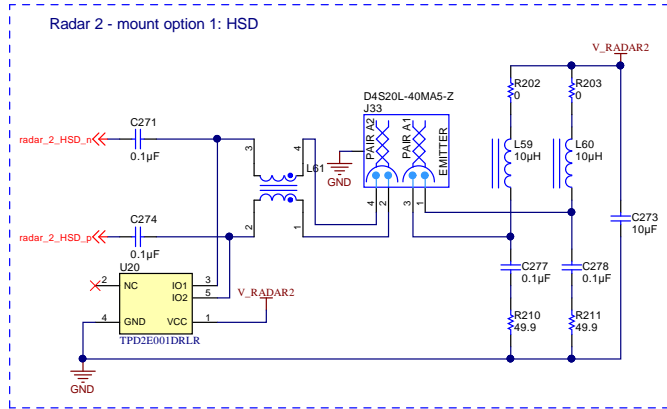 Radar 2 - mount option 1: HSD
V_RADAR2
D4S20L-40MA5-Z
J33
R202
0
R203
0
C271
0.1µF
radar_2_HSD_n
3
4
L61
PAIR A2
PAIR A1
EMITTER
GND
L59
10µH
L60
10µH
4
2
3
1
C274
0.1µF
radar_2_HSD_p
2
1
C273
10µF
U20
C277
0.1µF
C278
0.1µF
2
NC
IO1
3
IO2
5
V_RADAR2
4
GND
VCC
1
R210
49.9
R211
49.9
TPD2E001DRLR
GND